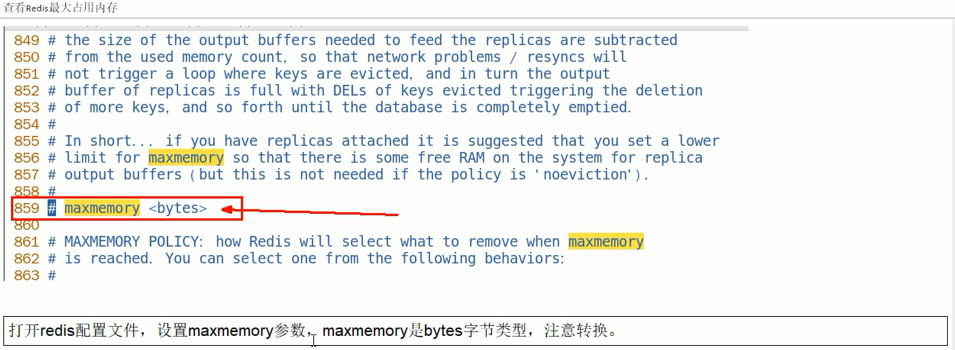 查看Redis最大占用内存
849 # the size of the output buffers needed to feed the replicas are subtracted
850 # from the used memory count, so that network problems / resyncs will
851 # not trigger a loop where keys are evicted, and in turn the output
852 # buffer of replicas is full with DELs of keys evicted triggering the deletion
853 # of more keys, and so forth until the database is completely emptied.
854 #
855 # In short... if you have replicas attached it is suggested that you set a lower
856 # limit for maxmemory so that there is some free RAM on the system for replica
857 # output buffers (but this is not needed if the policy is 'noeviction').
858 #
859 # maxmemory <bytes>
860
861 # MAXMEMORY POLICY: how Redis will select what to remove when maxmemory
862 # is reached. You can select one from the following behaviors:
863 #
打开redis配置文件，设置maxmemory参数，maxmemory是bytes字节类型，注意转换。